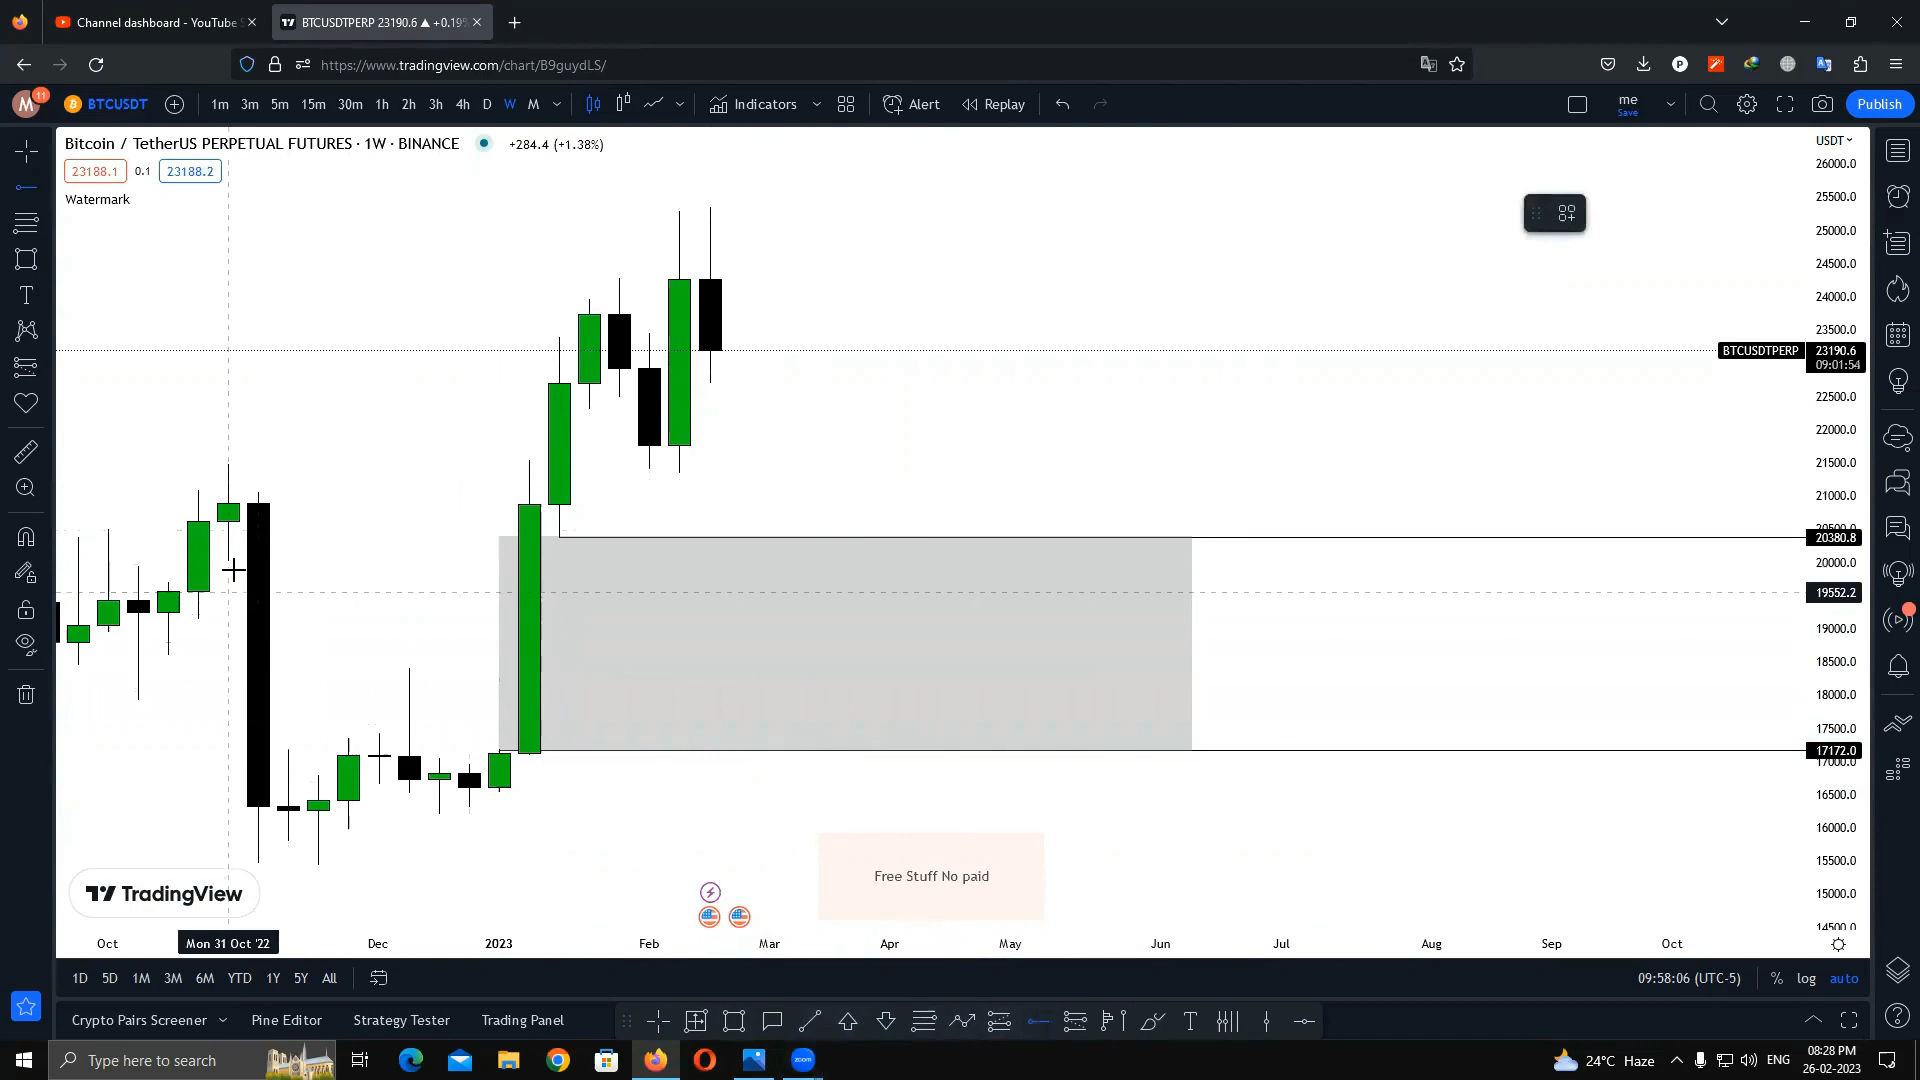 Channel dashboard - YouTube S
BTCUSDTPERP 23190.6 ▲ +0.19%
https://www.tradingview.com/chart/B9guydLS/
M
11
BTCUSDT
1m 3m 5m 15m 30m 1h 2h 3h 4h D W M
Indicators
Alert
Replay
me
Save
Publish
Bitcoin / TetherUS PERPETUAL FUTURES · 1W · BINANCE
+284.4 (+1.38%)
USDT
23188.1
0.1
23188.2
Watermark
26000.0
25500.0
25000.0
24500.0
24000.0
23500.0
BTCUSDTPERP
23190.6
09:01:54
22500.0
22000.0
21500.0
21000.0
20500.0
20380.8
20000.0
19552.2
19000.0
18500.0
18000.0
17500.0
17172.0
17000.0
16500.0
16000.0
15500.0
15000.0
14500.0
Free Stuff No paid
TradingView
Oct
Mon 31 Oct '22
Dec
2023
Feb
Mar
Apr
May
Jun
Jul
Aug
Sep
Oct
1D 5D 1M 3M 6M YTD 1Y 5Y All
09:58:06 (UTC-5)
% log auto
Crypto Pairs Screener
Pine Editor
Strategy Tester
Trading Panel
Type here to search
zoom
24°C Haze
ENG
08:28 PM
26-02-2023